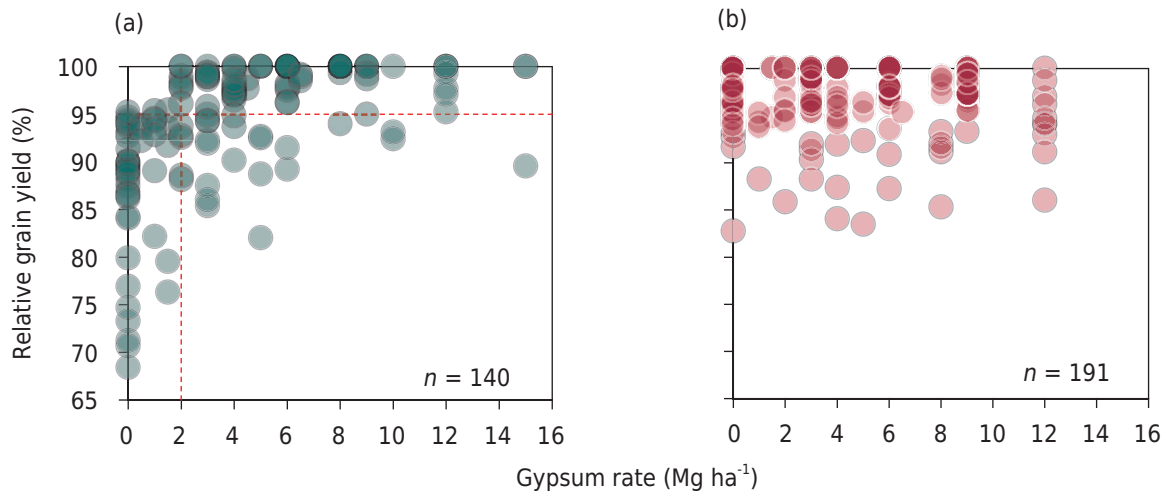 (a)
(b)
Relative grain yield (%)
100
95
90
85
80
75
70
65
n = 140
n = 191
0 2 4 6 8 10 12 14 16
0 2 4 6 8 10 12 14 16
Gypsum rate (Mg ha⁻¹)